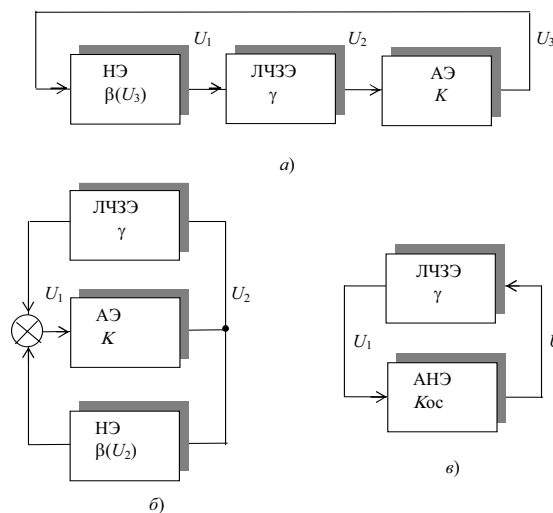 U₁ U₂ U₃
НЭ
β(U₃)
ЛЧЗЭ
γ
АЭ
K
а)
ЛЧЗЭ
γ
U₁
АЭ
K
U₂
НЭ
β(U₂)
б)
ЛЧЗЭ
γ
U₁
АНЭ
Kос
в)